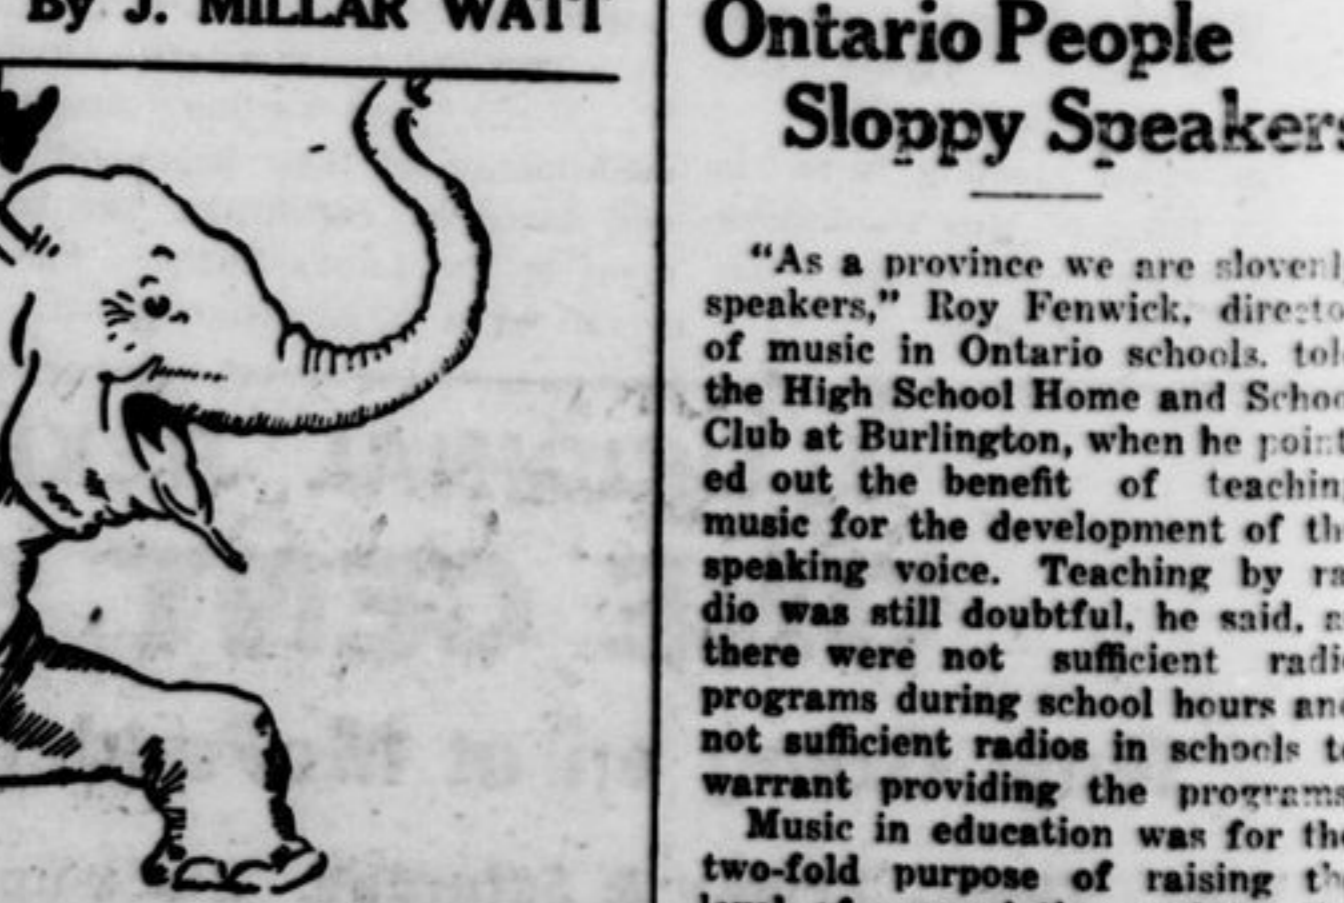 By J. MILLAR WATT
Ontario People
Sloppy Speakers
“As a province we are slovenl
speakers,” Roy Fenwick, directo
of music in Ontario schools, tol
the High School Home and Schoo
Club at Burlington, when he point
ed out the benefit of teachin
music for the development of th
speaking voice. Teaching by ra
dio was still doubtful, he said, a
there were not sufficient radi
programs during school hours an
not sufficient radios in schools t
warrant providing the programs
Music in education was for th
two-fold purpose of raising th